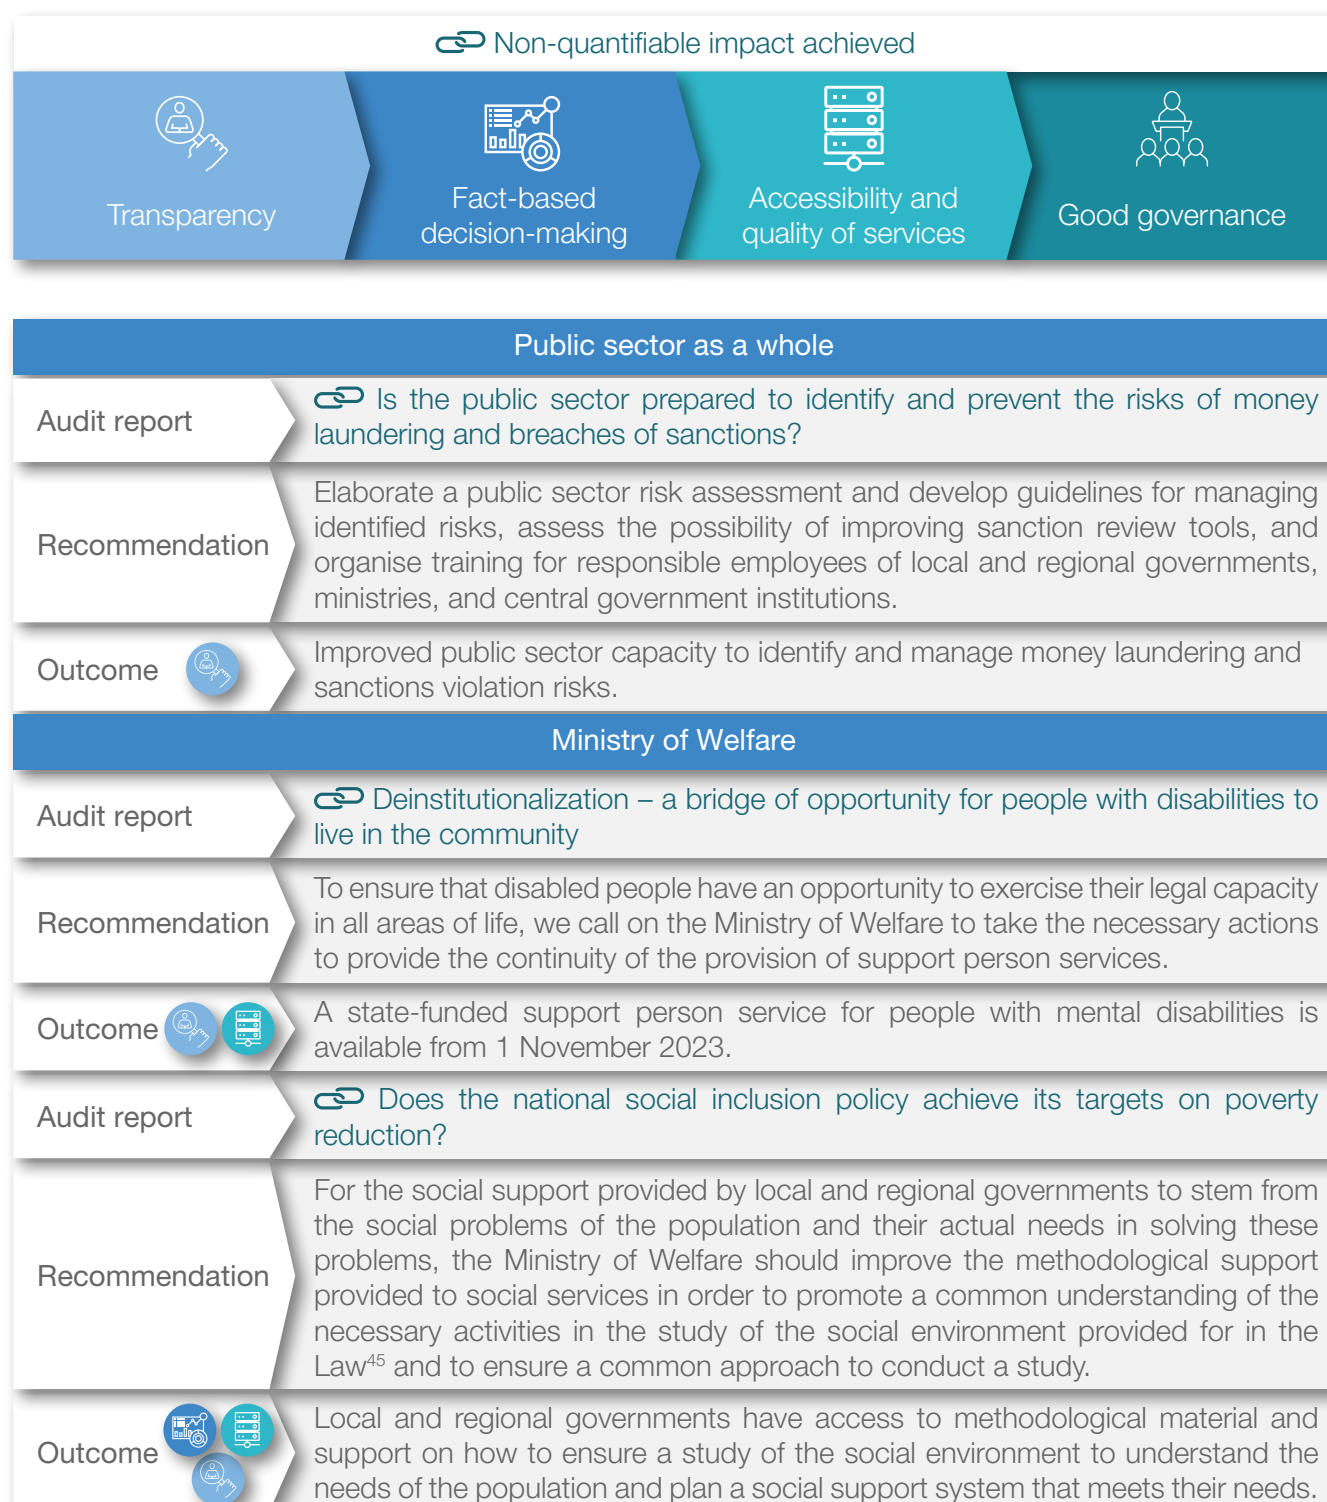 Non-quantifiable impact achieved
Transparency
Fact-based
decision-making
Accessibility and
quality of services
Good governance
Public sector as a whole
Audit report
Is the public sector prepared to identify and prevent the risks of money
laundering and breaches of sanctions?
Recommendation
Elaborate a public sector risk assessment and develop guidelines for managing
identified risks, assess the possibility of improving sanction review tools, and
organise training for responsible employees of local and regional governments,
ministries, and central government institutions.
Outcome
Improved public sector capacity to identify and manage money laundering and
sanctions violation risks.
Ministry of Welfare
Audit report
Deinstitutionalization – a bridge of opportunity for people with disabilities to
live in the community
Recommendation
To ensure that disabled people have an opportunity to exercise their legal capacity
in all areas of life, we call on the Ministry of Welfare to take the necessary actions
to provide the continuity of the provision of support person services.
Outcome
A state-funded support person service for people with mental disabilities is
available from 1 November 2023.
Audit report
Does the national social inclusion policy achieve its targets on poverty
reduction?
Recommendation
For the social support provided by local and regional governments to stem from
the social problems of the population and their actual needs in solving these
problems, the Ministry of Welfare should improve the methodological support
provided to social services in order to promote a common understanding of the
necessary activities in the study of the social environment provided for in the
Law⁴⁵ and to ensure a common approach to conduct a study.
Outcome
Local and regional governments have access to methodological material and
support on how to ensure a study of the social environment to understand the
needs of the population and plan a social support system that meets their needs.